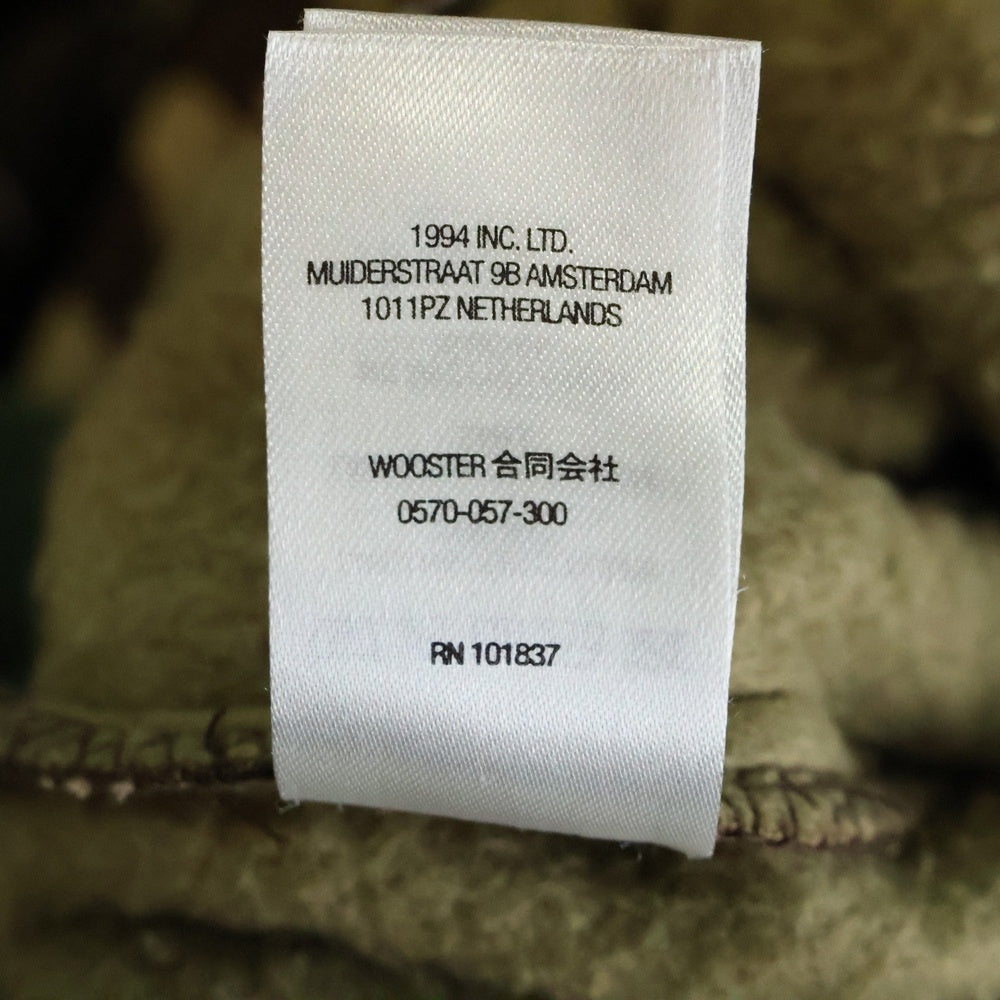 1994 INC. LTD.
MUIDERSTRAAT 9B AMSTERDAM
1011PZ NETHERLANDS
WOOSTER 合同会社
0570-057-300
RN 101837